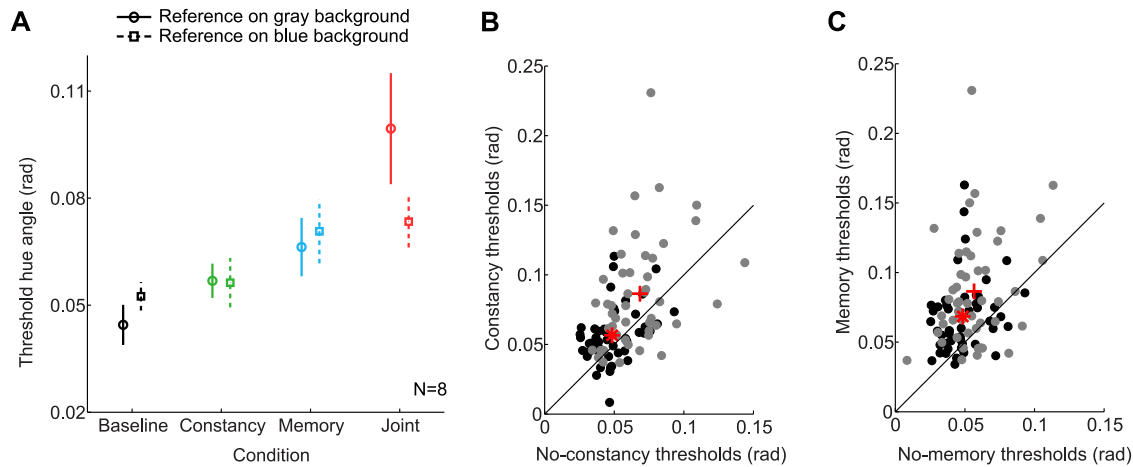 A
Reference on gray background
Reference on blue background
Threshold hue angle (rad)
0.11
0.08
0.05
0.02
N=8
Baseline Constancy Memory Joint
Condition
B
Constancy thresholds (rad)
0.25
0.2
0.15
0.1
0.05
0
0 0.05 0.1 0.15
No-constancy thresholds (rad)
C
Memory thresholds (rad)
0.25
0.2
0.15
0.1
0.05
0
0 0.05 0.1 0.15
No-memory thresholds (rad)